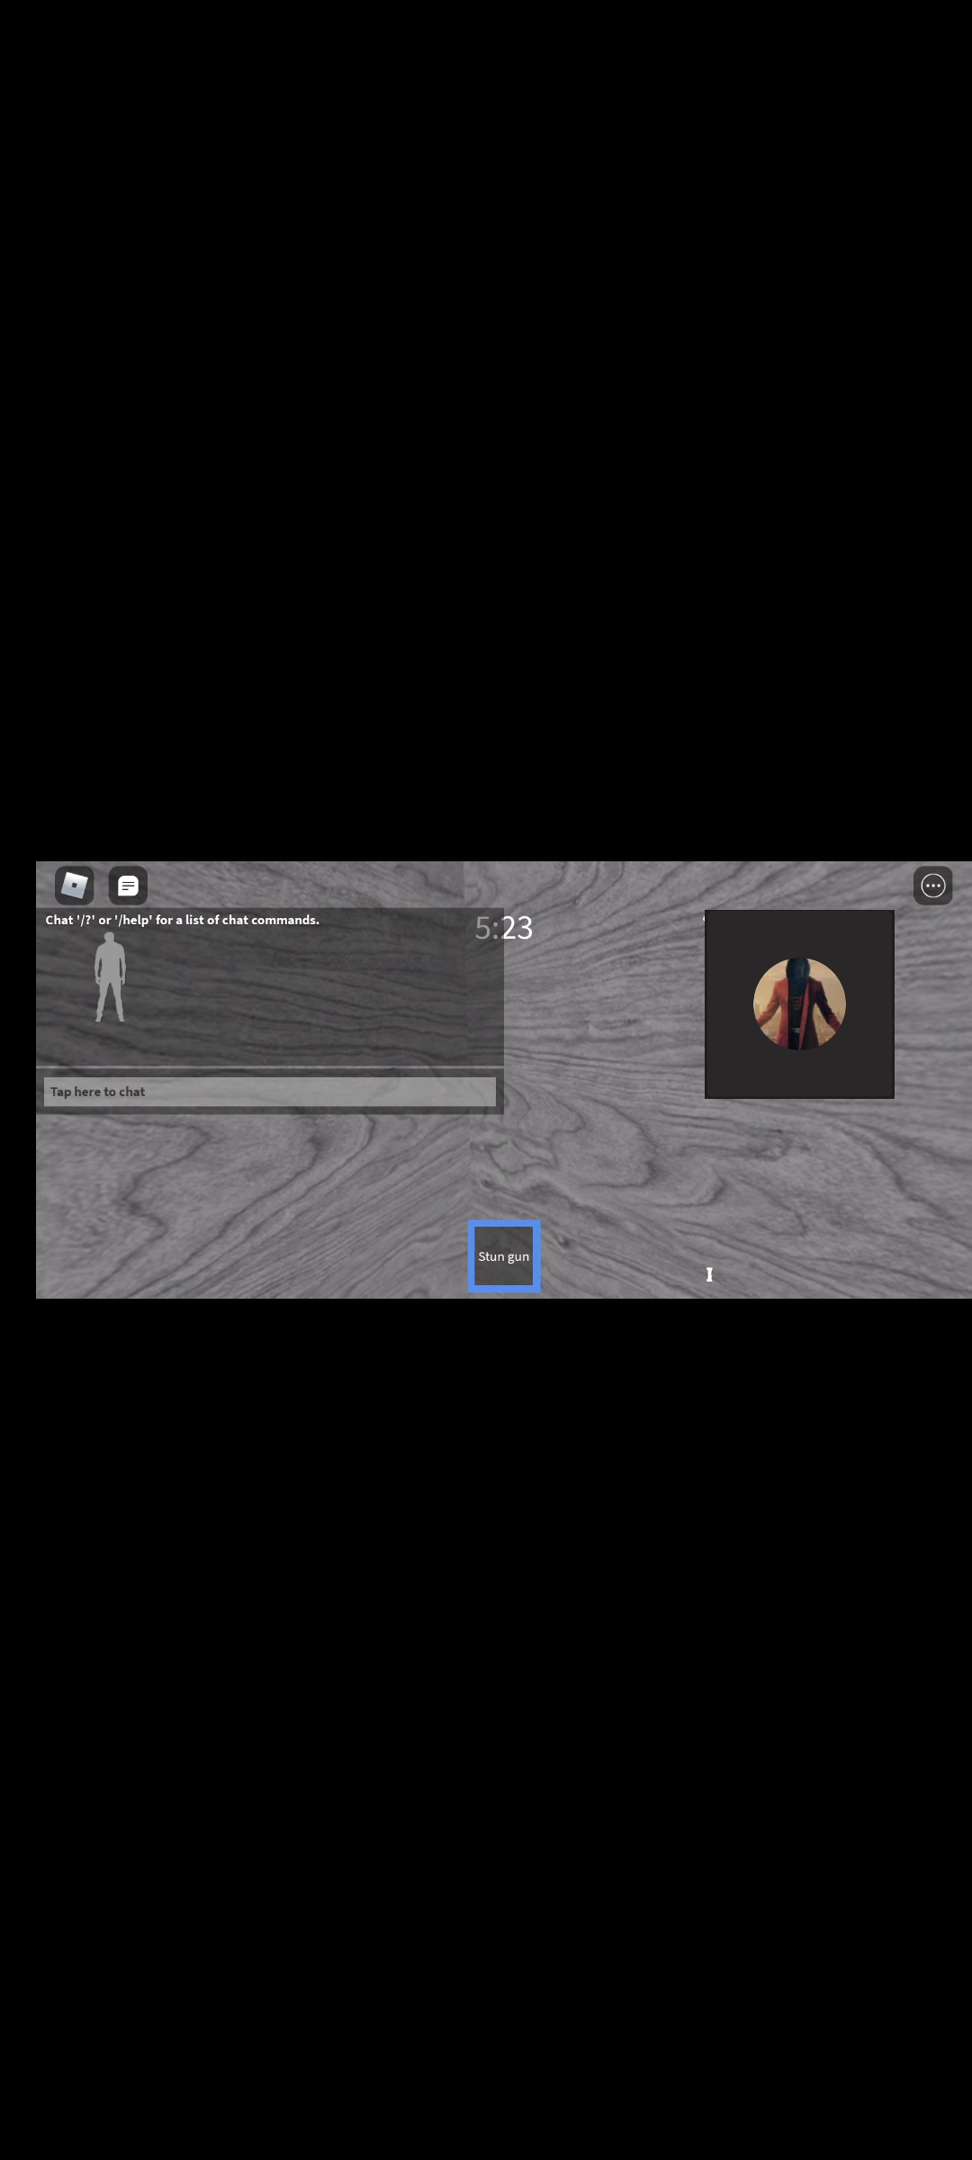 Chat '/?' or '/help' for a list of chat commands.
5:23
Tap here to chat
Stun gun
I